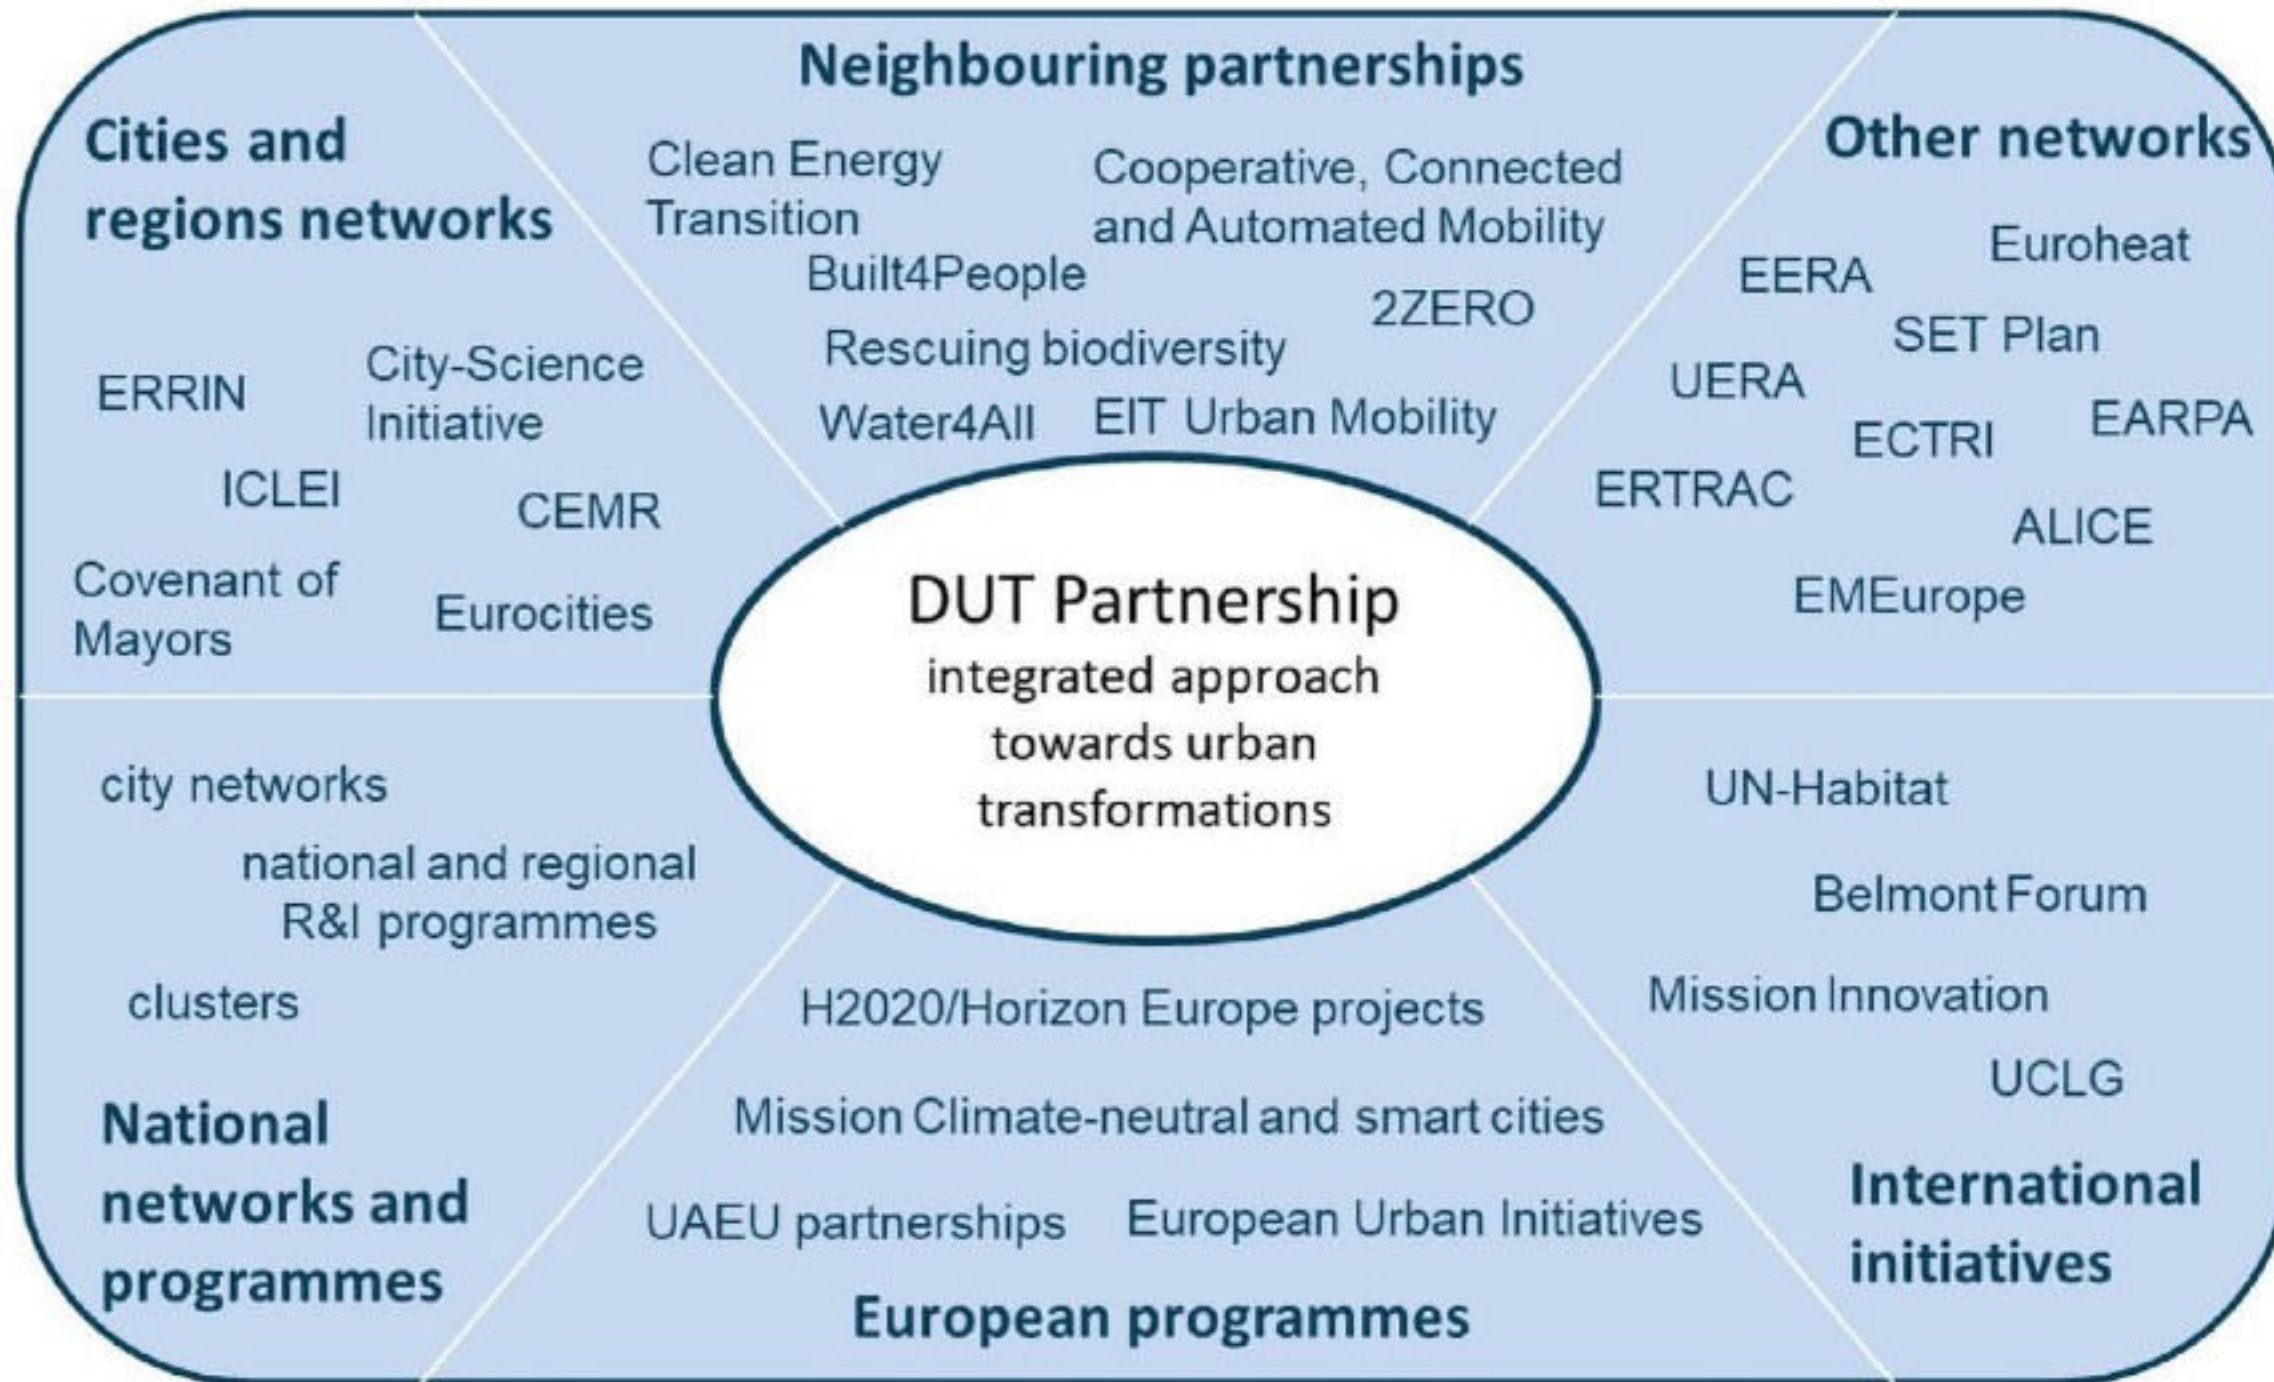 Neighbouring partnerships
Clean Energy
Transition
Cooperative, Connected
and Automated Mobility
Built4People
2ZERO
Rescuing biodiversity
Water4All
EIT Urban Mobility
Cities and
regions networks
ERRIN
City-Science
Initiative
ICLEI
CEMR
Covenant of
Mayors
Eurocities
Other networks
Euroheat
EERA
SET Plan
UERA
EARPA
ECTRI
ERTRAC
ALICE
EMEurope
DUT Partnership
integrated approach
towards urban
transformations
city networks
national and regional
R&I programmes
clusters
National
networks and
programmes
H2020/Horizon Europe projects
Mission Climate-neutral and smart cities
UAEU partnerships
European Urban Initiatives
European programmes
UN-Habitat
Belmont Forum
Mission Innovation
UCLG
International
initiatives